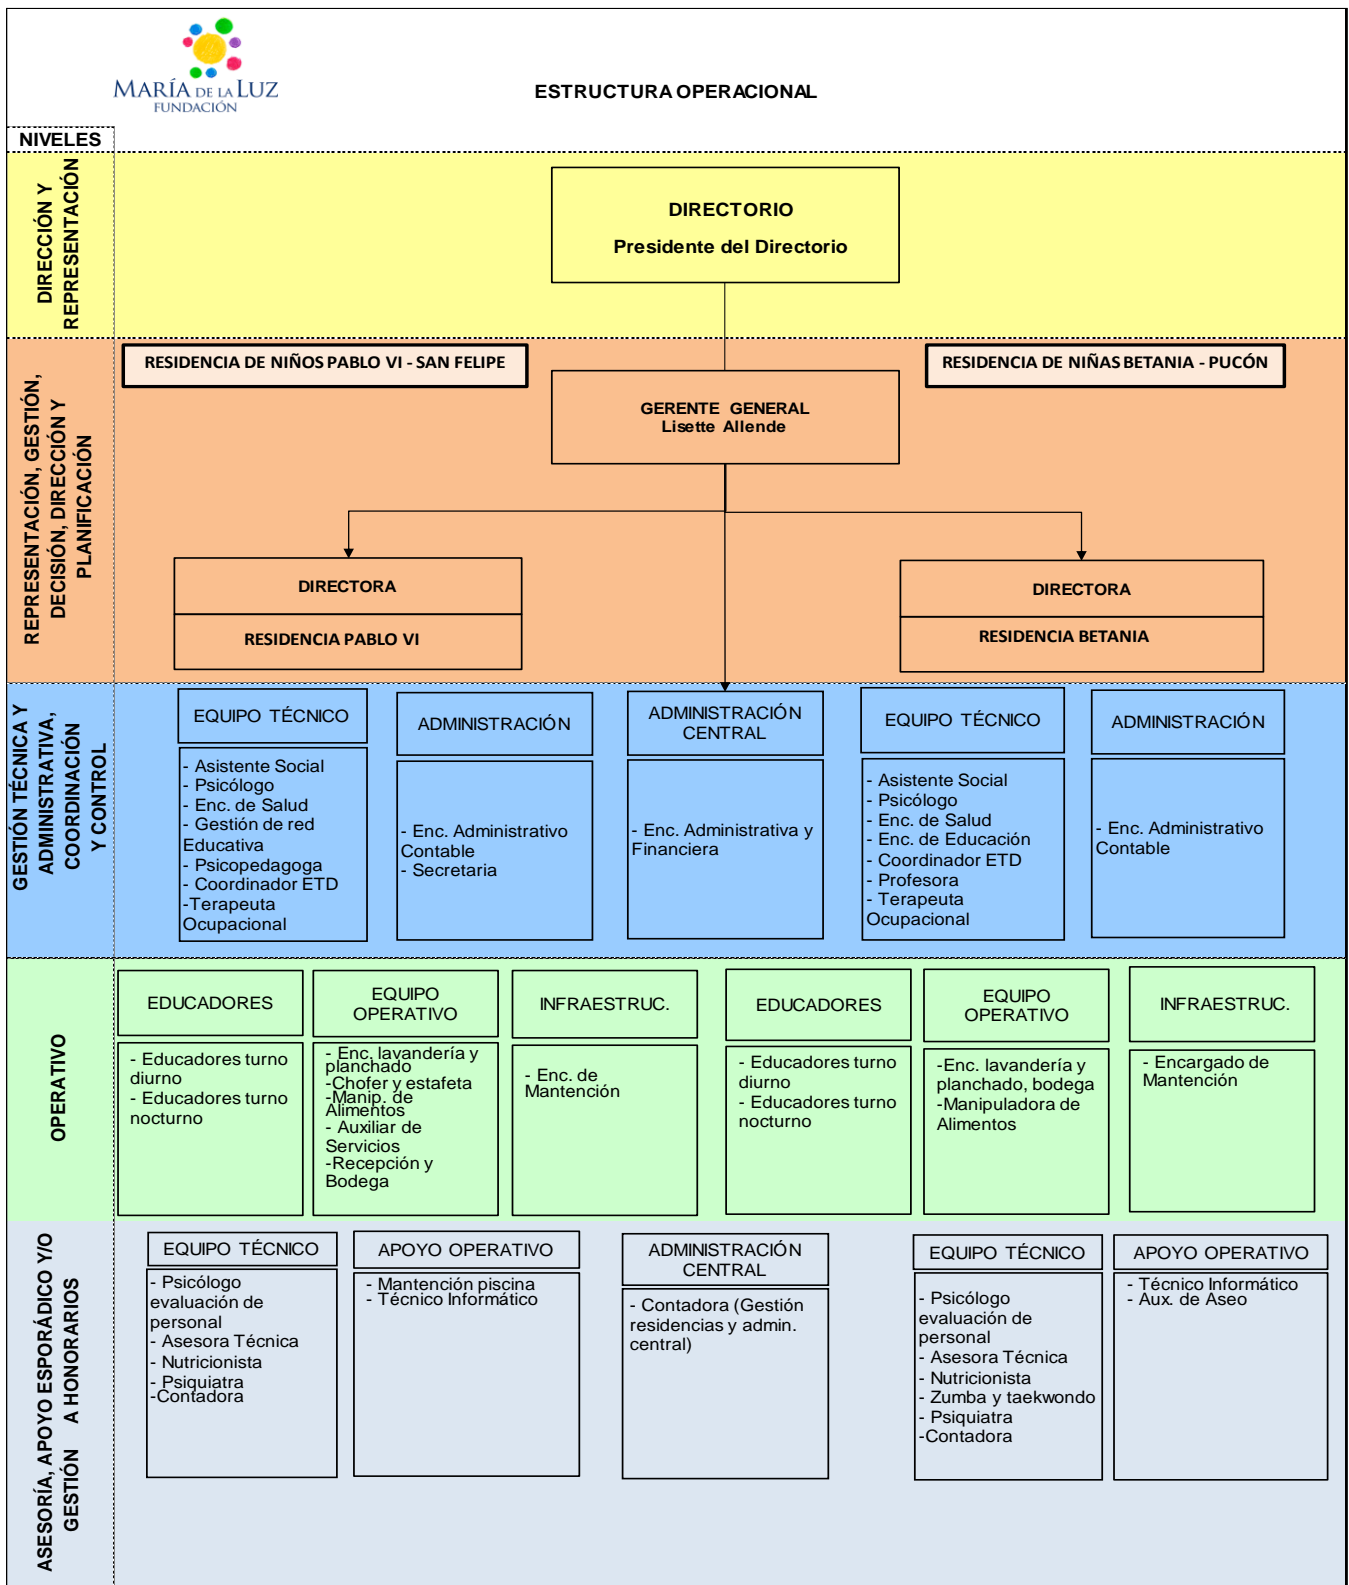 MARÍA DE LA LUZ
FUNDACIÓN
ESTRUCTURA OPERACIONAL
NIVELES
DIRECCIÓN Y
REPRESENTACIÓN
DIRECTORIO
Presidente del Directorio
REPRESENTACIÓN, GESTIÓN,
DECISIÓN, DIRECCIÓN Y
PLANIFICACIÓN
RESIDENCIA DE NIÑOS PABLO VI - SAN FELIPE
RESIDENCIA DE NIÑAS BETANIA - PUCÓN
GERENTE GENERAL
Lisette Allende
DIRECTORA
RESIDENCIA PABLO VI
DIRECTORA
RESIDENCIA BETANIA
GESTIÓN TÉCNICA Y
ADMINISTRATIVA,
COORDINACIÓN
Y CONTROL
EQUIPO TÉCNICO
- Asistente Social
- Psicólogo
- Enc. de Salud
- Gestión de red
Educativa
- Psicopedagoga
- Coordinador ETD
-Terapeuta
Ocupacional
ADMINISTRACIÓN
- Enc. Administrativo
Contable
- Secretaria
ADMINISTRACIÓN
CENTRAL
- Enc. Administrativa y
Financiera
EQUIPO TÉCNICO
- Asistente Social
- Psicólogo
- Enc. de Salud
- Enc. de Educación
- Coordinador ETD
- Profesora
- Terapeuta
Ocupacional
ADMINISTRACIÓN
- Enc. Administrativo
Contable
OPERATIVO
EDUCADORES
- Educadores turno
diurno
- Educadores turno
nocturno
EQUIPO
OPERATIVO
- Enc. lavandería y
planchado
-Chofer y estafeta
-Manip. de
Alimentos
- Auxiliar de
Servicios
-Recepción y
Bodega
INFRAESTRUC.
- Enc. de
Mantención
EDUCADORES
- Educadores turno
diurno
- Educadores turno
nocturno
EQUIPO
OPERATIVO
-Enc. lavandería y
planchado, bodega
-Manipuladora de
Alimentos
INFRAESTRUC.
- Encargado de
Mantención
ASESORÍA, APOYO ESPORÁDICO Y/O
GESTIÓN A HONORARIOS
EQUIPO TÉCNICO
- Psicólogo
evaluación de
personal
- Asesora Técnica
- Nutricionista
- Psiquiatra
-Contadora
APOYO OPERATIVO
- Mantención piscina
- Técnico Informático
ADMINISTRACIÓN
CENTRAL
- Contadora (Gestión
residencias y admin.
central)
EQUIPO TÉCNICO
- Psicólogo
evaluación de
personal
- Asesora Técnica
- Nutricionista
- Zumba y taekwondo
- Psiquiatra
-Contadora
APOYO OPERATIVO
- Técnico Informático
- Aux. de Aseo